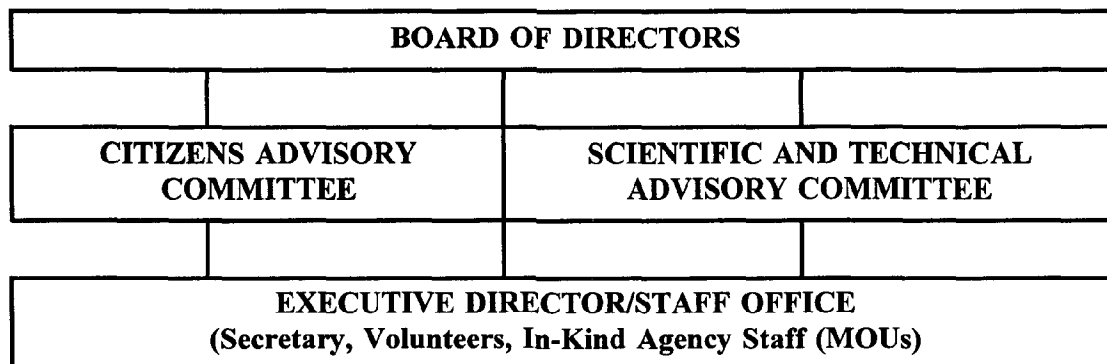 BOARD OF DIRECTORS
CITIZENS ADVISORY
COMMITTEE
SCIENTIFIC AND TECHNICAL
ADVISORY COMMITTEE
EXECUTIVE DIRECTOR/STAFF OFFICE
(Secretary, Volunteers, In-Kind Agency Staff (MOUs)